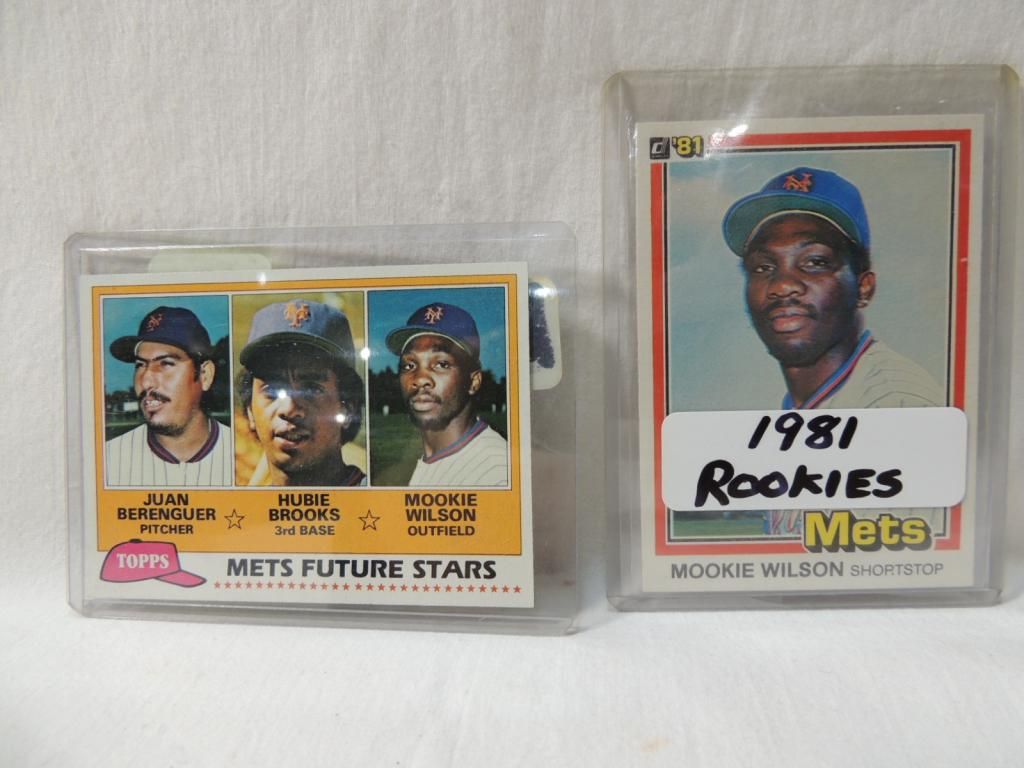 JUAN
BERENGUER
PITCHER
HUBIE
BROOKS
3rd BASE
MOOKIE
WILSON
OUTFIELD
TOPPS
METS FUTURE STARS
'81
1981
ROOKIES
Mets
MOOKIE WILSON SHORTSTOP